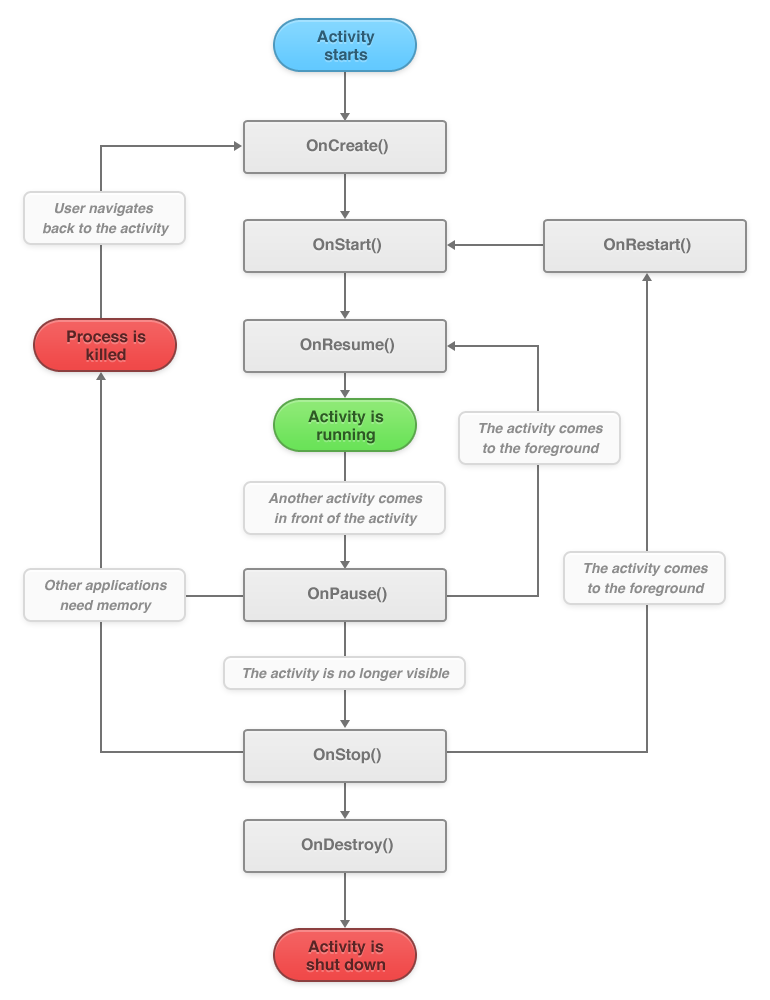 Activity
starts
OnCreate()
User navigates
back to the activity
OnStart()
OnRestart()
Process is
killed
OnResume()
Activity is
running
The activity comes
to the foreground
Another activity comes
in front of the activity
Other applications
need memory
OnPause()
The activity comes
to the foreground
The activity is no longer visible
OnStop()
OnDestroy()
Activity is
shut down